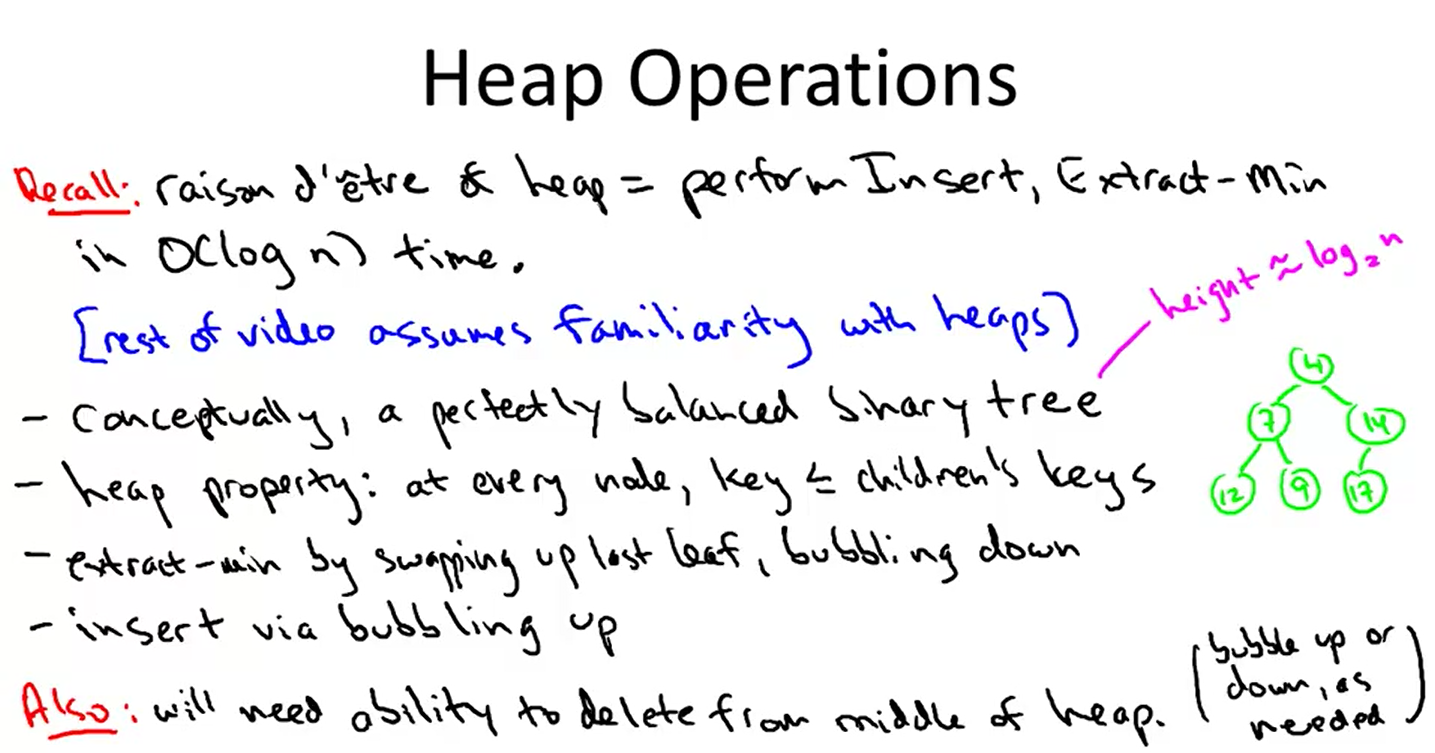 Heap Operations
Recall: raison d'être of heap = perform Insert, Extract-Min
in O(log n) time.
height ≈ log₂ n
[rest of video assumes familiarity with heaps]
- conceptually, a perfectly balanced binary tree
4
7 14
12 9 17
- heap property: at every node, key ≤ children's keys
- extract-min by swapping up last leaf, bubbling down
- insert via bubbling up
Also: will need ability to delete from middle of heap.
(bubble up or
down, as
needed)